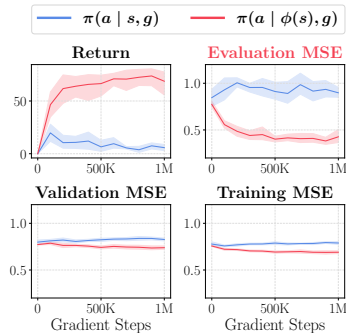 π(a | s, g) π(a | ϕ(s), g)
Return Evaluation MSE
50
0
1.0
0.5
0 500K 1M 0 500K 1M
Validation MSE Training MSE
1.0
0.5
1.0
0.5
0 500K 1M 0 500K 1M
Gradient Steps Gradient Steps